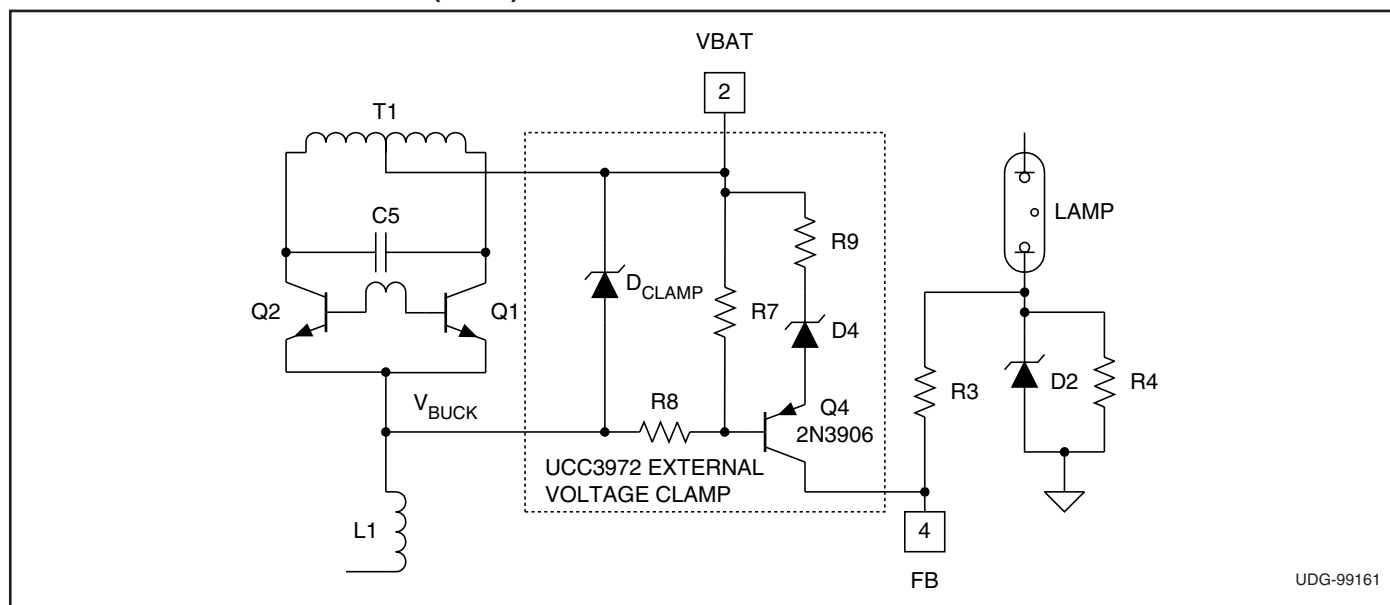 VBAT
2
T1
C5
Q2
Q1
VBUCK
L1
DCLAMP
R7
R9
D4
R8
Q4
2N3906
UCC3972 EXTERNAL
VOLTAGE CLAMP
LAMP
R3
D2
R4
4
FB
UDG-99161